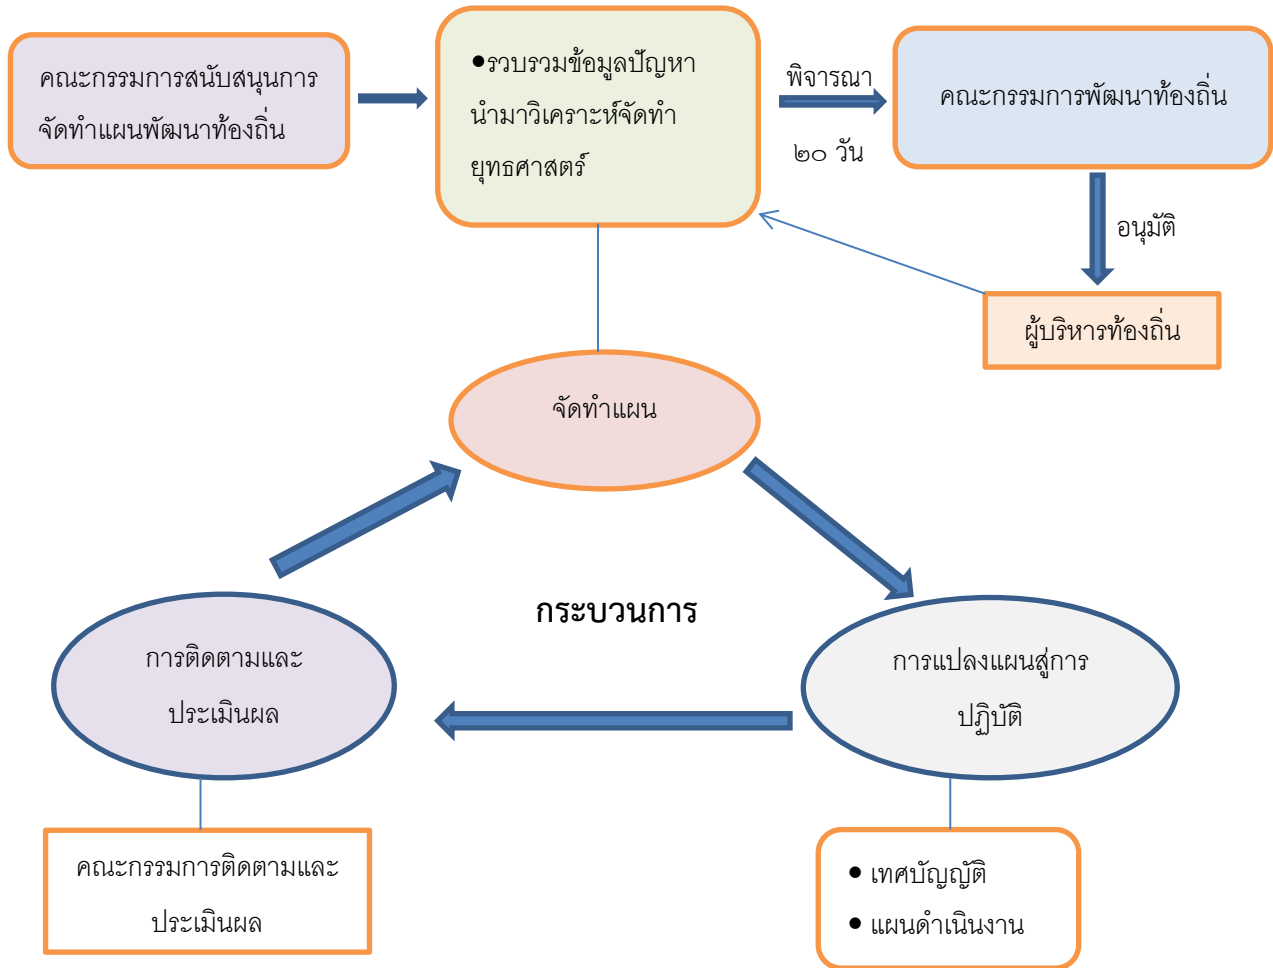 คณะกรรมการสนับสนุนการ
จัดทำแผนพัฒนาท้องถิ่น
•รวบรวมข้อมูลปัญหา
นำมาวิเคราะห์จัดทำ
ยุทธศาสตร์
พิจารณา
๒๐ วัน
คณะกรรมการพัฒนาท้องถิ่น
อนุมัติ
ผู้บริหารท้องถิ่น
จัดทำแผน
กระบวนการ
การติดตามและ
ประเมินผล
การแปลงแผนสู่การ
ปฏิบัติ
คณะกรรมการติดตามและ
ประเมินผล
• เทศบัญญัติ
• แผนดำเนินงาน